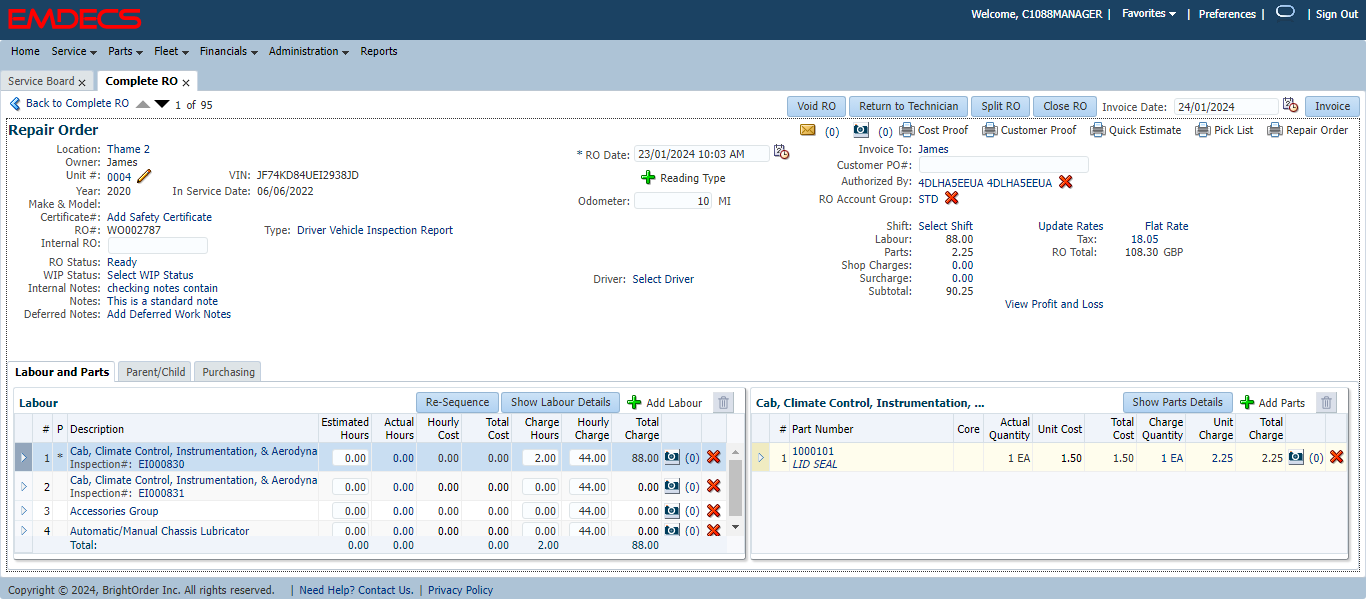 EMDECS
Welcome, C1088MANAGER | Favorites | Preferences | | Sign Out
Home Service Parts Fleet Financials Administration Reports
Service Board x Complete RO x
Back to Complete RO 1 of 95
Void RO Return to Technician Split RO Close RO Invoice Date: 24/01/2024 Invoice
Repair Order
(0) (0) Cost Proof Customer Proof Quick Estimate Pick List Repair Order
Location: Thame 2
Owner: James
Unit #: 0004 VIN: JF74KD84UEI2938JD
Year: 2020 In Service Date: 06/06/2022
Make & Model:
Certificate#: Add Safety Certificate
RO#: WO002787 Type: Driver Vehicle Inspection Report
Internal RO:
RO Status: Ready
WIP Status: Select WIP Status
Internal Notes: checking notes contain
Notes: This is a standard note
Deferred Notes: Add Deferred Work Notes
* RO Date: 23/01/2024 10:03 AM
Reading Type
Odometer: 10 MI
Driver: Select Driver
Invoice To: James
Customer PO#:
Authorized By: 4DLHA5EEUA 4DLHA5EEUA
RO Account Group: STD
Shift: Select Shift Update Rates Flat Rate
Labour: 88.00 Tax: 18.05
Parts: 2.25 RO Total: 108.30 GBP
Shop Charges: 0.00
Surcharge: 0.00
Subtotal: 90.25
View Profit and Loss
Labour and Parts Parent/Child Purchasing
Labour Re-Sequence Show Labour Details Add Labour
# P Description Estimated Hours Actual Hours Hourly Cost Total Cost Charge Hours Hourly Charge Total Charge
1 * Cab, Climate Control, Instrumentation, & Aerodyna 0.00 0.00 0.00 0.00 2.00 44.00 88.00 (0)
Inspection#: EI000830
2 Cab, Climate Control, Instrumentation, & Aerodyna 0.00 0.00 0.00 0.00 0.00 44.00 0.00 (0)
Inspection#: EI000831
3 Accessories Group 0.00 0.00 0.00 0.00 0.00 44.00 0.00 (0)
4 Automatic/Manual Chassis Lubricator 0.00 0.00 0.00 0.00 0.00 44.00 0.00 (0)
Total: 0.00 0.00 0.00 2.00 88.00
Cab, Climate Control, Instrumentation, ... Show Parts Details Add Parts
# Part Number Core Actual Quantity Unit Cost Total Cost Charge Quantity Unit Charge Total Charge
1 1000101 1 EA 1.50 1.50 1 EA 2.25 2.25 (0)
LID SEAL
Copyright © 2024, BrightOrder Inc. All rights reserved. | Need Help? Contact Us. | Privacy Policy